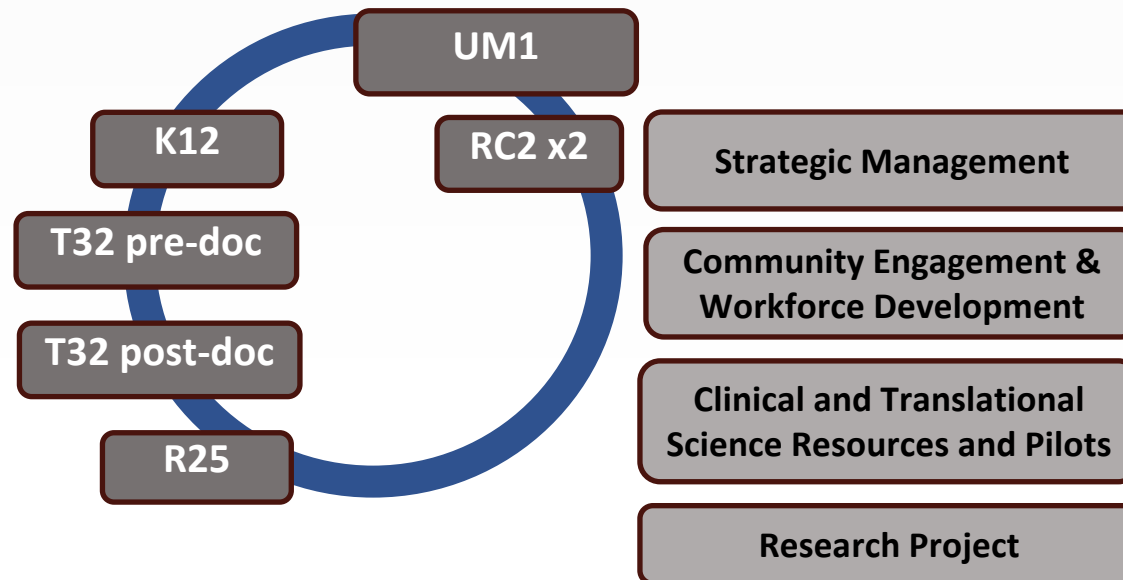 UM1
K12
RC2 x2
T32 pre-doc
T32 post-doc
R25
Strategic Management
Community Engagement &
Workforce Development
Clinical and Translational
Science Resources and Pilots
Research Project